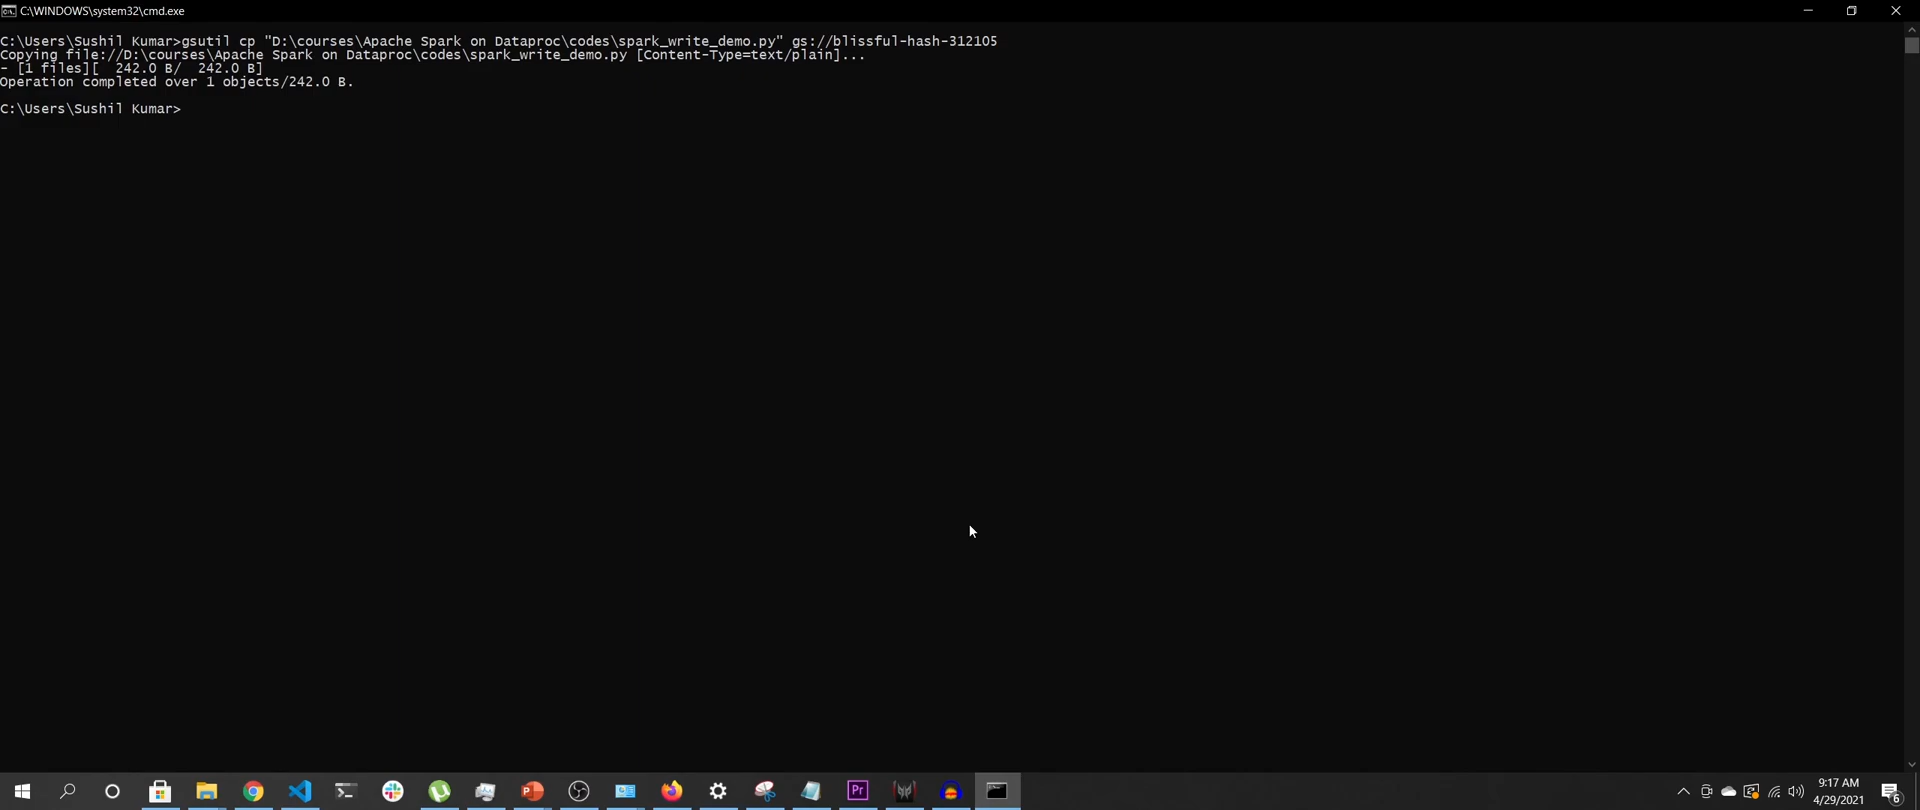 C:\WINDOWS\system32\cmd.exe
C:\Users\Sushil Kumar>gsutil cp "D:\courses\Apache Spark on Dataproc\codes\spark_write_demo.py" gs://blissful-hash-312105
Copying file://D:\courses\Apache Spark on Dataproc\codes\spark_write_demo.py [Content-Type=text/plain]...
- [1 files][  242.0 B/  242.0 B]
Operation completed over 1 objects/242.0 B.
C:\Users\Sushil Kumar>
9:17 AM
4/29/2021
6
Pr